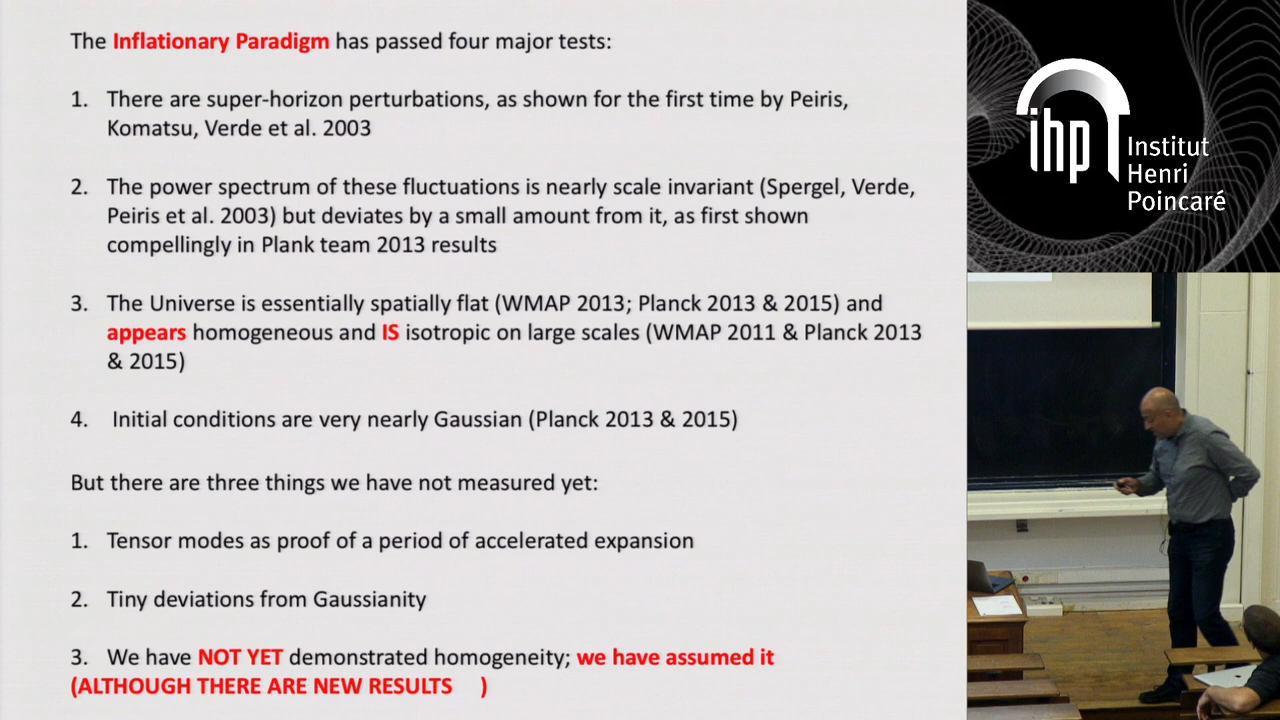 The Inflationary Paradigm has passed four major tests:
1. There are super-horizon perturbations, as shown for the first time by Peiris,
Komatsu, Verde et al. 2003
2. The power spectrum of these fluctuations is nearly scale invariant (Spergel, Verde,
Peiris et al. 2003) but deviates by a small amount from it, as first shown
compellingly in Plank team 2013 results
3. The Universe is essentially spatially flat (WMAP 2013; Planck 2013 & 2015) and
appears homogeneous and IS isotropic on large scales (WMAP 2011 & Planck 2013
& 2015)
4. Initial conditions are very nearly Gaussian (Planck 2013 & 2015)
But there are three things we have not measured yet:
1. Tensor modes as proof of a period of accelerated expansion
2. Tiny deviations from Gaussianity
3. We have NOT YET demonstrated homogeneity; we have assumed it
(ALTHOUGH THERE ARE NEW RESULTS )
ihp
Institut
Henri
Poincaré